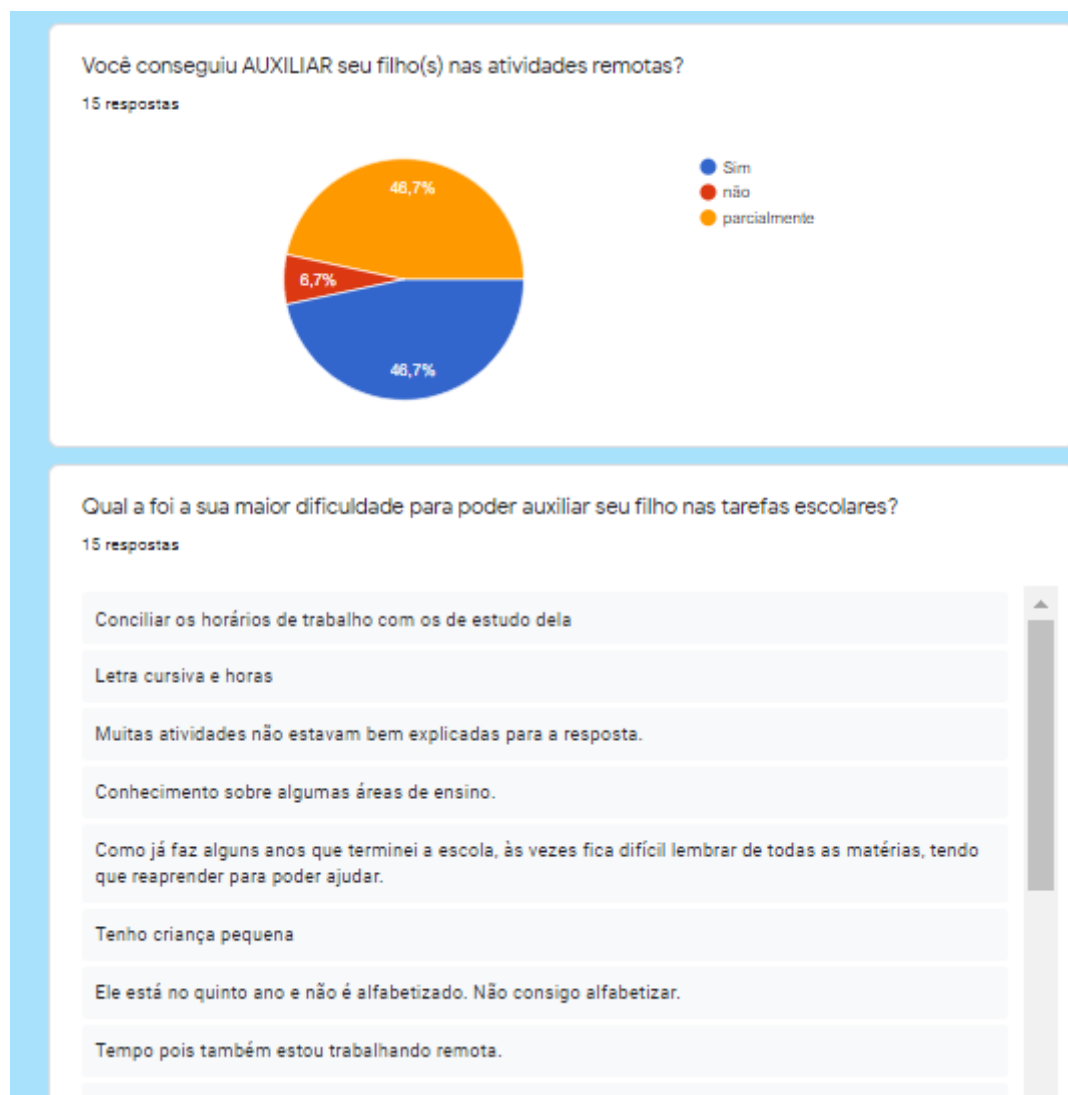 Você conseguiu AUXILIAR seu filho(s) nas atividades remotas?
15 respostas
46,7%
6,7%
46,7%
Sim
não
parcialmente
Qual a foi a sua maior dificuldade para poder auxiliar seu filho nas tarefas escolares?
15 respostas
Conciliar os horários de trabalho com os de estudo dela
Letra cursiva e horas
Muitas atividades não estavam bem explicadas para a resposta.
Conhecimento sobre algumas áreas de ensino.
Como já faz alguns anos que terminei a escola, às vezes fica difícil lembrar de todas as matérias, tendo
que reaprender para poder ajudar.
Tenho criança pequena
Ele está no quinto ano e não é alfabetizado. Não consigo alfabetizar.
Tempo pois também estou trabalhando remota.